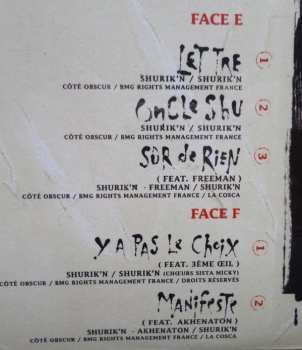 FACE E
LETTRE 1
SHURIK'N / SHURIK'N
CÔTÉ OBSCUR / BMG RIGHTS MANAGEMENT FRANCE
ONCLE SHU 2
SHURIK'N / SHURIK'N
CÔTÉ OBSCUR / BMG RIGHTS MANAGEMENT FRANCE
SÛR de RIEN 3
( FEAT. FREEMAN )
SHURIK'N - FREEMAN / SHURIK'N
CÔTÉ OBSCUR / BMG RIGHTS MANAGEMENT FRANCE / LA COSCA
FACE F
Y A PAS Le CHoix 1
( FEAT. 3ÈME ŒIL )
SHURIK'N / SHURIK'N (CHŒURS SISTA MICKY)
CÔTÉ OBSCUR / BMG RIGHTS MANAGEMENT FRANCE / DROITS RÉSERVÉS
MANiFeste 2
( FEAT. AKHENATON )
SHURIK'N - AKHENATON / SHURIK'N
CÔTÉ OBSCUR / BMG RIGHTS MANAGEMENT FRANCE / LA COSCA